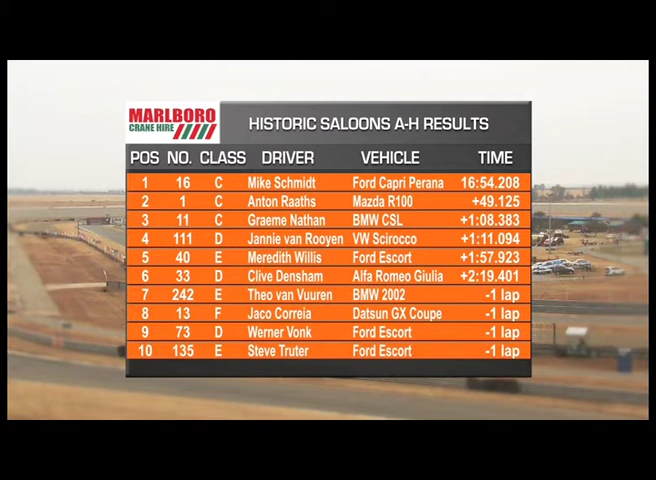 MARLBORO
CRANE HIRE
HISTORIC SALOONS A-H RESULTS
POS NO. CLASS DRIVER VEHICLE TIME
1 16 C Mike Schmidt Ford Capri Perana 16:54.208
2 1 C Anton Raaths Mazda R100 +49.125
3 11 C Graeme Nathan BMW CSL +1:08.383
4 111 D Jannie van Rooyen VW Scirocco +1:11.094
5 40 E Meredith Willis Ford Escort +1:57.923
6 33 D Clive Densham Alfa Romeo Giulia +2:19.401
7 242 E Theo van Vuuren BMW 2002 -1 lap
8 13 F Jaco Correia Datsun GX Coupe -1 lap
9 73 D Werner Vonk Ford Escort -1 lap
10 135 E Steve Truter Ford Escort -1 lap